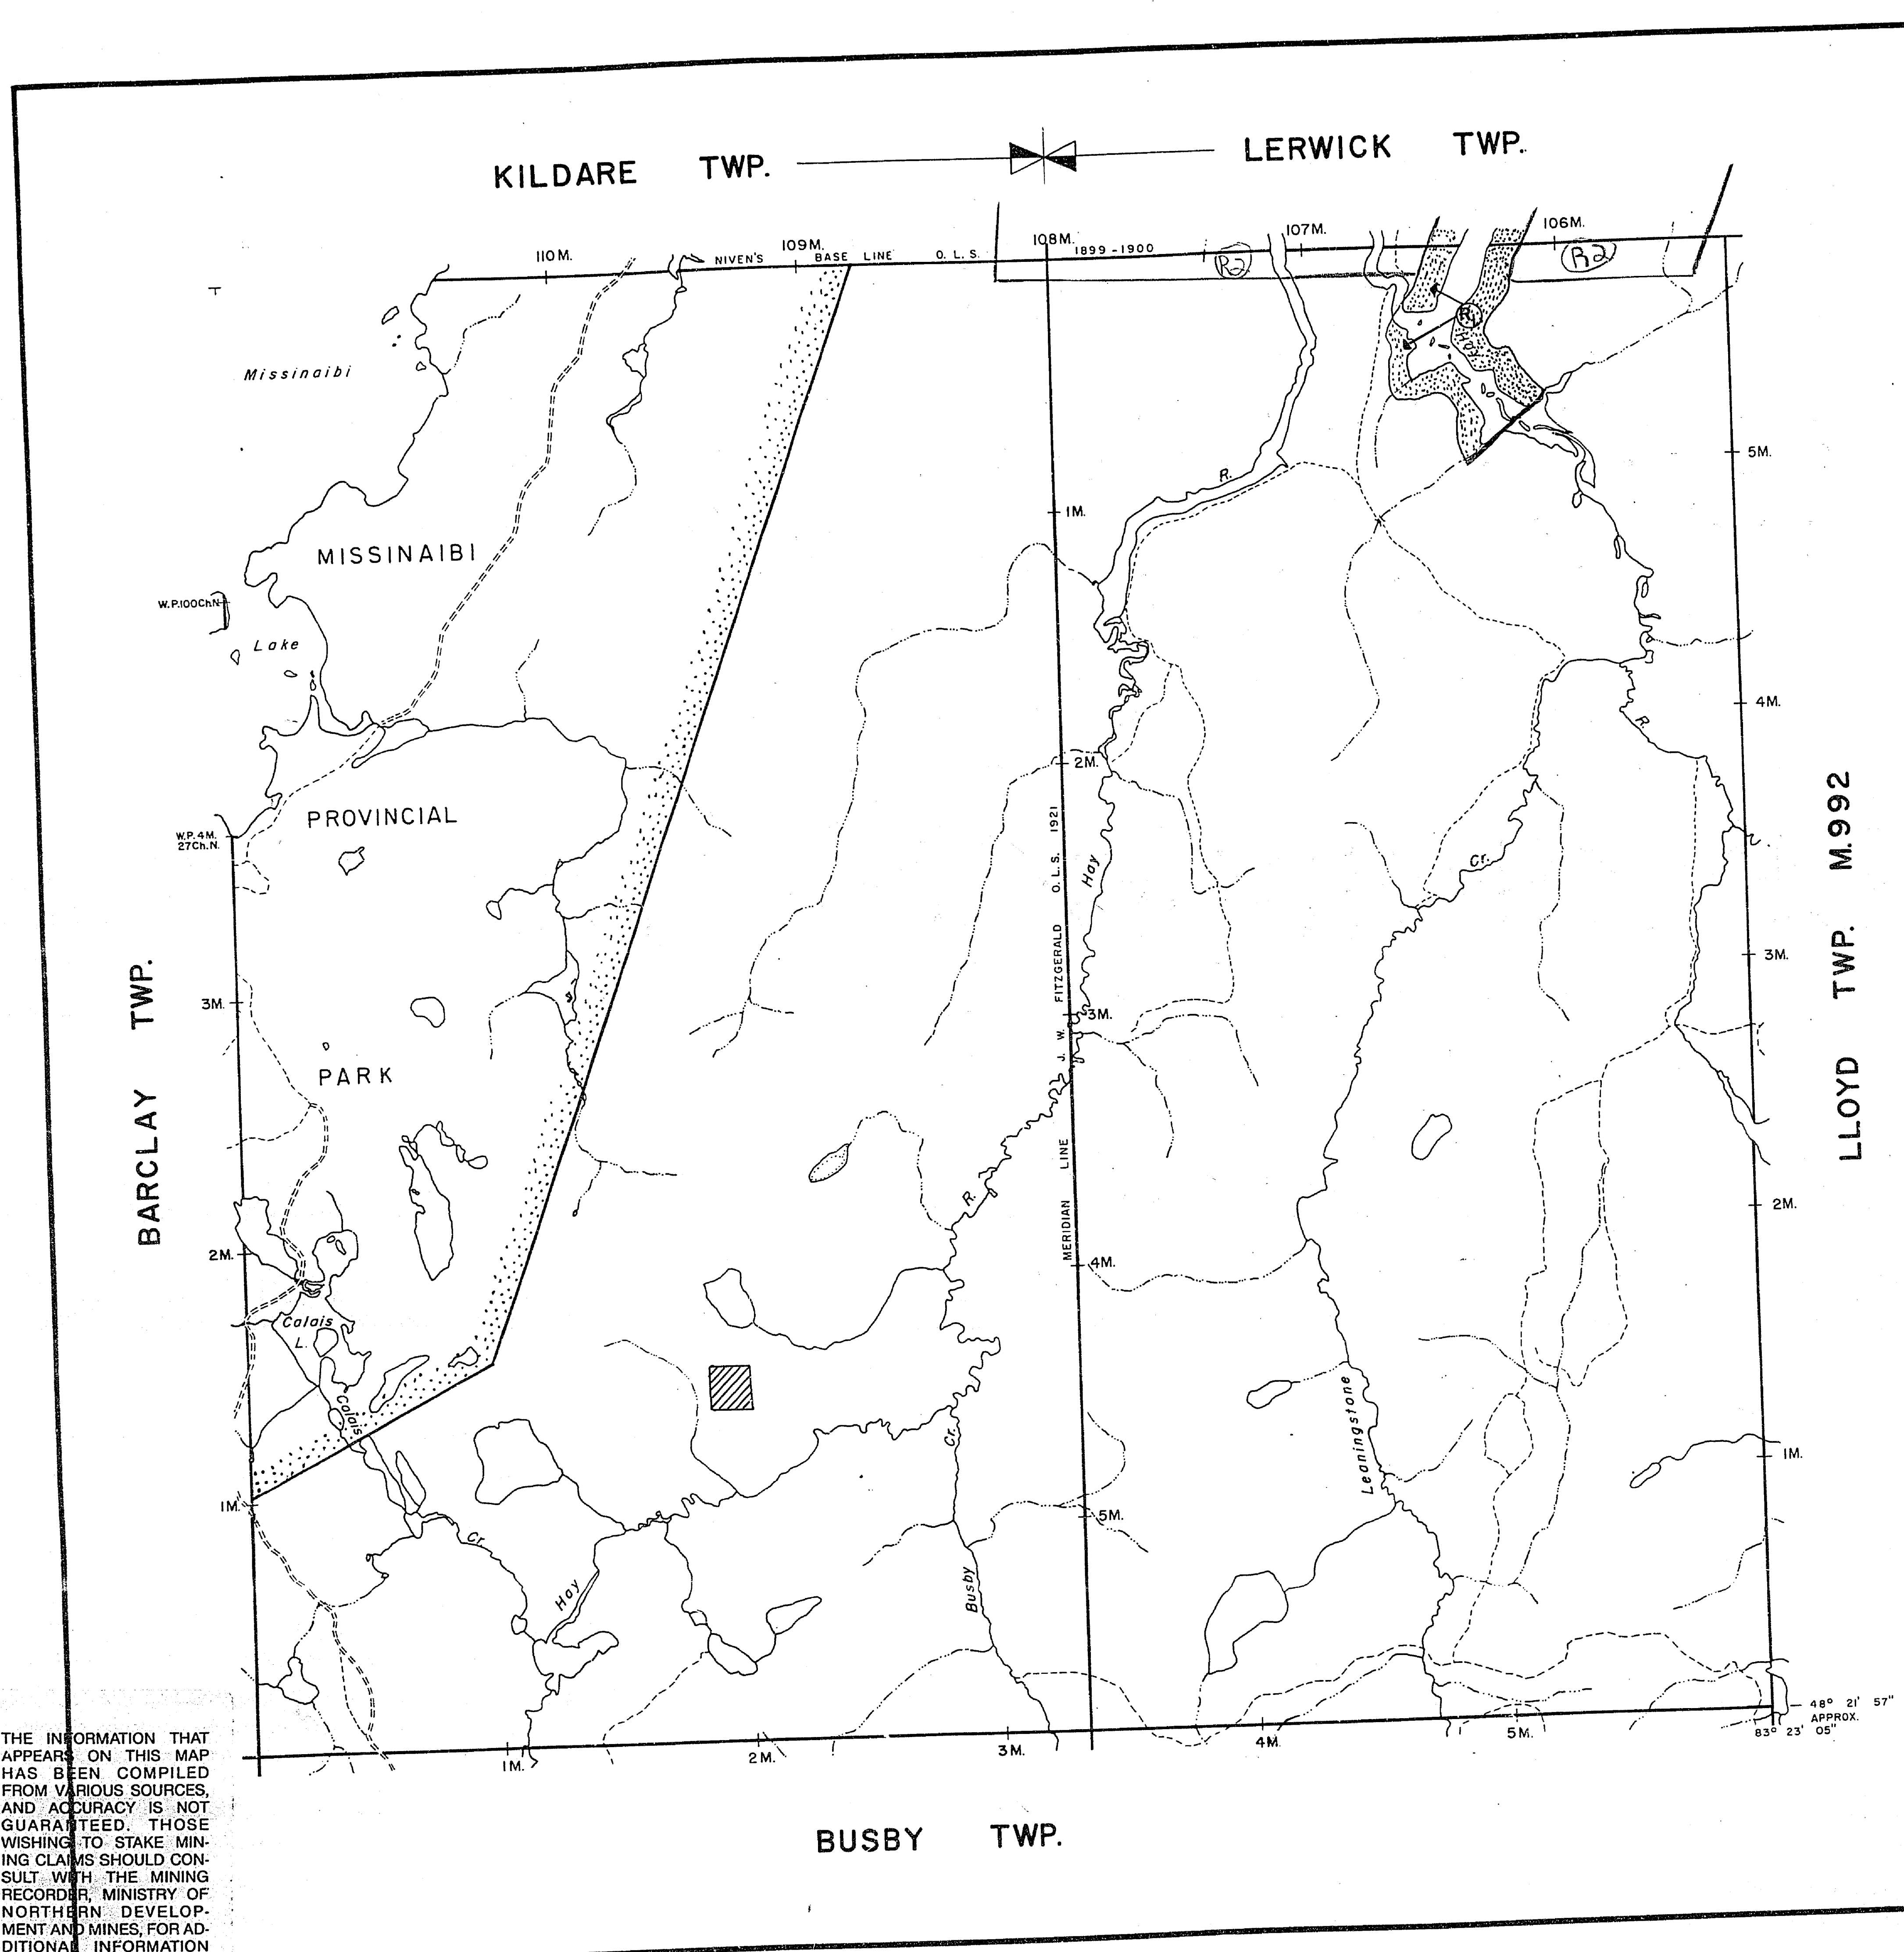 KILDARE TWP.
LERWICK TWP.
110M.
109M.
NIVEN'S BASE LINE O.L.S.
108M.
1899-1900
107M.
106M.
R2
R2
R1
Hay
Missinaibi
5M.
R.
1M.
MISSINAIBI
W.P.100Ch.N
Lake
4M.
R.
2M.
PROVINCIAL
W.P. 4M.
27Ch.N.
Hay
Cr.
MERIDIAN LINE J. W. FITZGERALD O.L.S. 1921
BARCLAY TWP.
LLOYD TWP. M.992
3M.
3M.
3M.
PARK
R.
2M.
2M.
4M.
Calais
L.
Calais
Leaningstone
Cr.
1M.
1M.
5M.
Cr
Hay
Busby
48° 21' 57"
APPROX.
83° 23' 05"
1M.
2M.
3M.
4M.
5M.
BUSBY TWP.
THE INFORMATION THAT
APPEARS ON THIS MAP
HAS BEEN COMPILED
FROM VARIOUS SOURCES,
AND ACCURACY IS NOT
GUARANTEED. THOSE
WISHING TO STAKE MIN-
ING CLAIMS SHOULD CON-
SULT WITH THE MINING
RECORDER, MINISTRY OF
NORTHERN DEVELOP-
MENT AND MINES, FOR AD-
DITIONAL INFORMATION